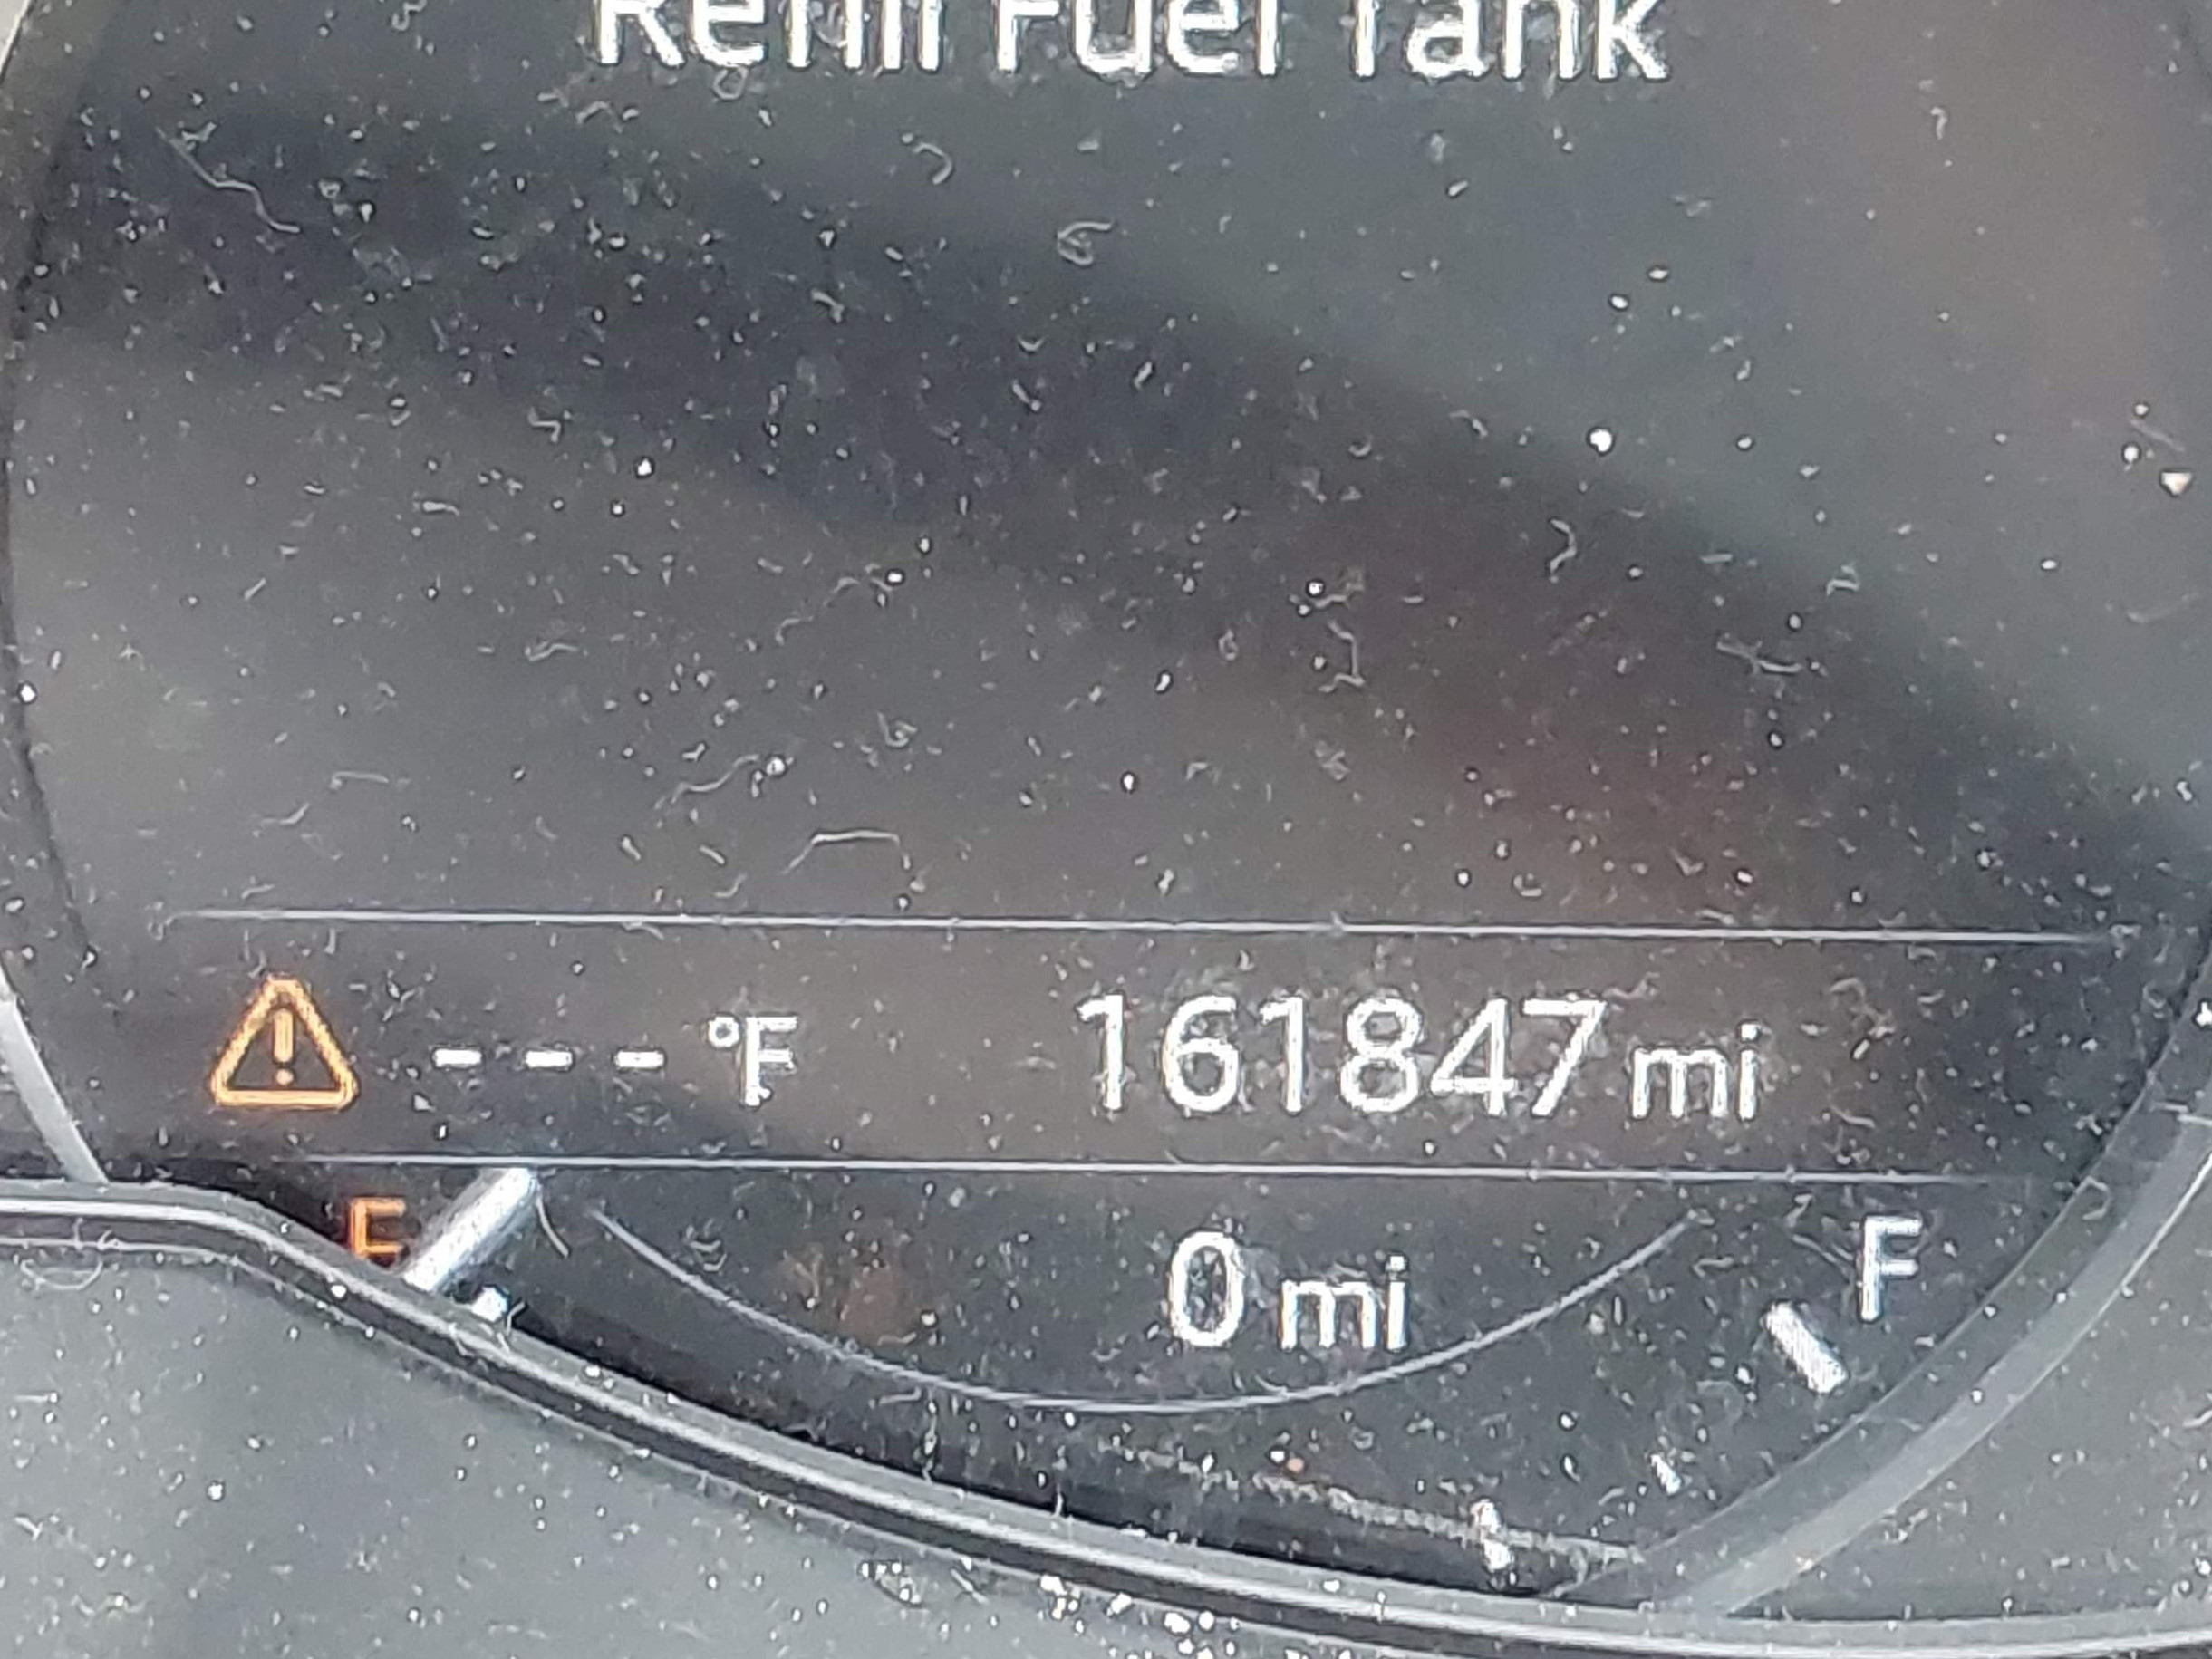 Refill Fuel Tank
--- °F 161847 mi
E 0 mi F